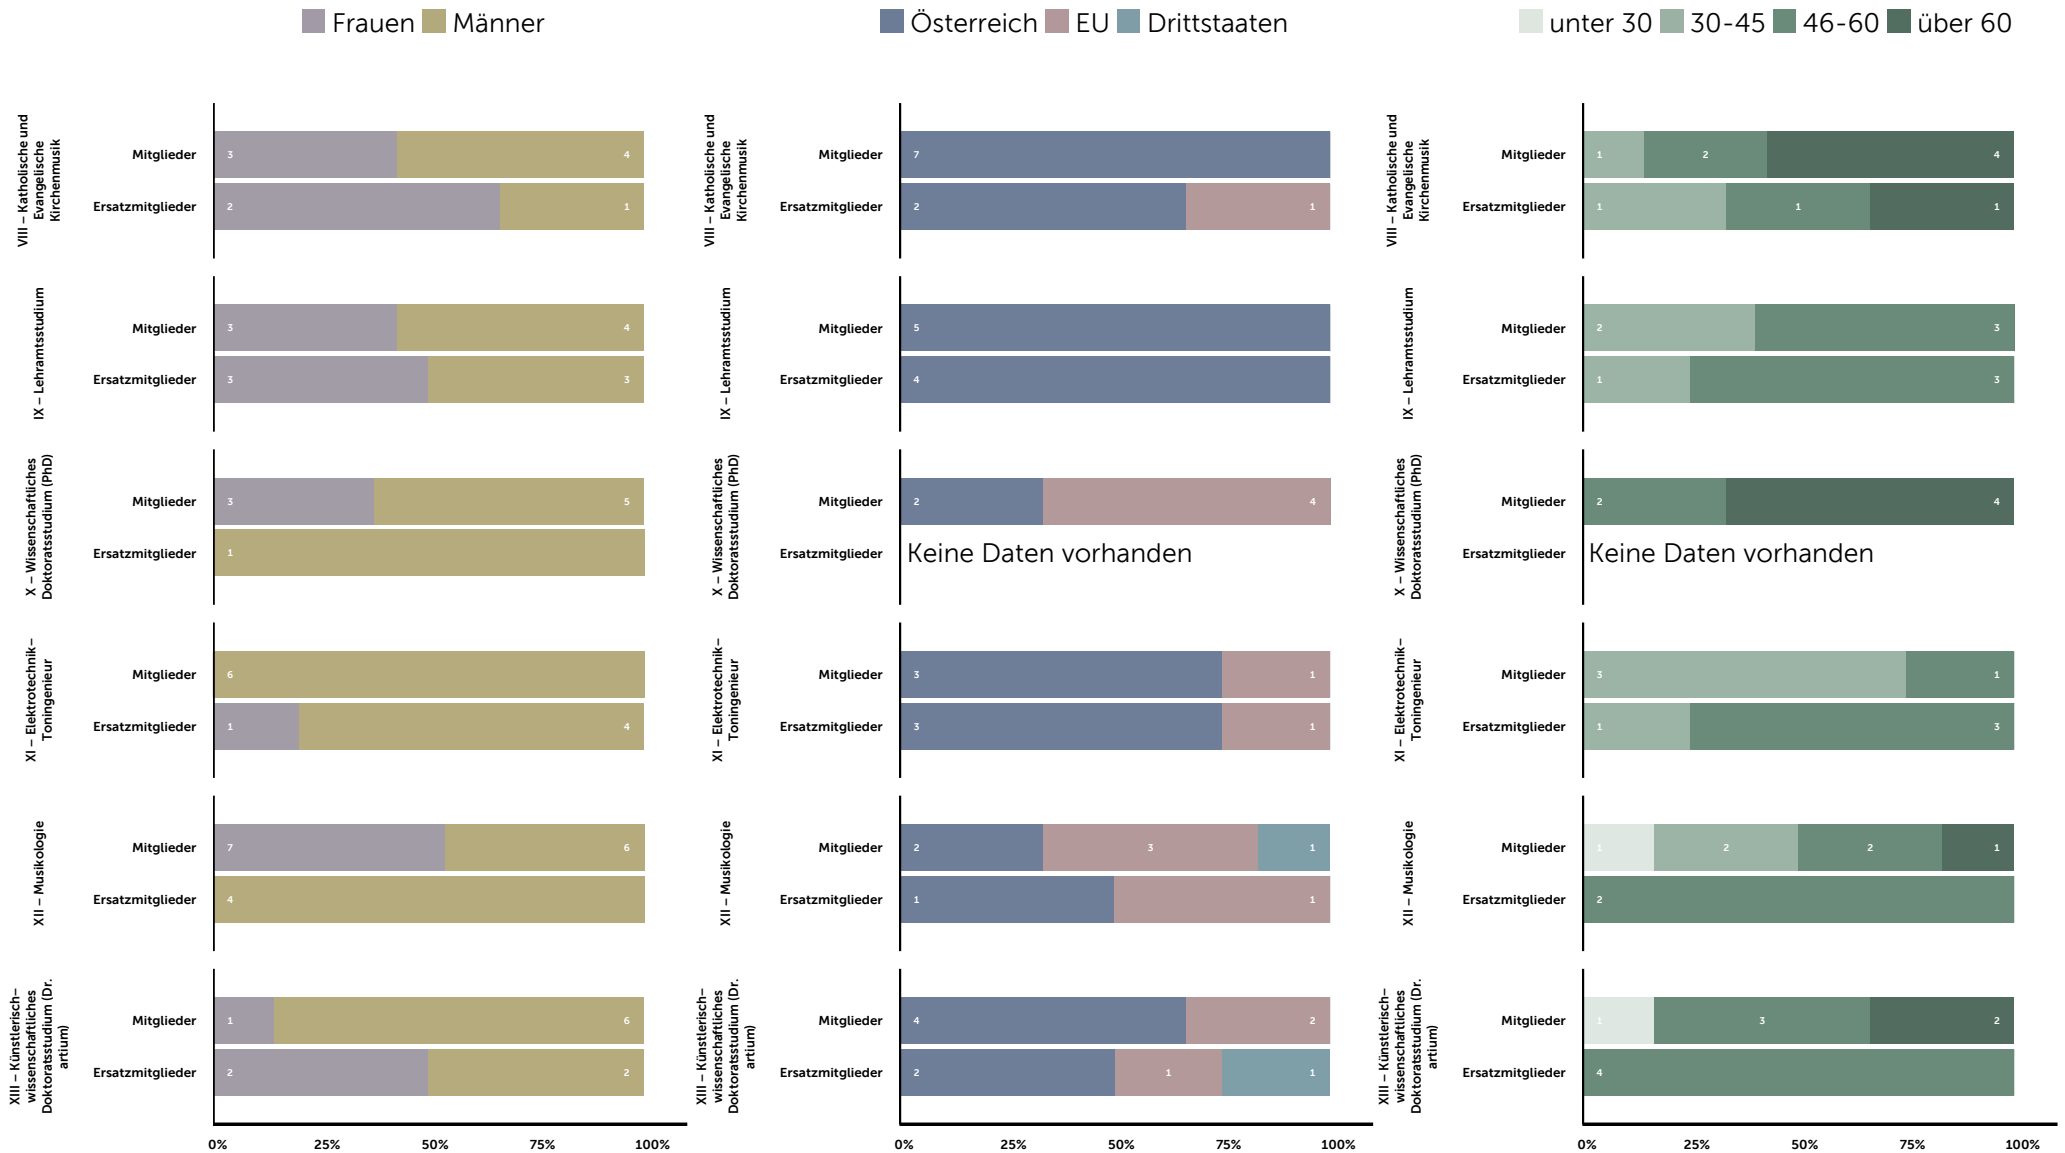 Frauen Männer
Österreich EU Drittstaaten
unter 30 30-45 46-60 über 60
VIII – Katholische und
Evangelische
Kirchenmusik
Mitglieder
3 4
Ersatzmitglieder
2 1
VIII – Katholische und
Evangelische
Kirchenmusik
Mitglieder
7
Ersatzmitglieder
2 1
VIII – Katholische und
Evangelische
Kirchenmusik
Mitglieder
1 2 4
Ersatzmitglieder
1 1 1
IX – Lehramtsstudium
Mitglieder
3 4
Ersatzmitglieder
3 3
IX – Lehramtsstudium
Mitglieder
5
Ersatzmitglieder
4
IX – Lehramtsstudium
Mitglieder
2 3
Ersatzmitglieder
1 3
X – Wissenschaftliches
Doktoratsstudium (PhD)
Mitglieder
3 5
Ersatzmitglieder
1
X – Wissenschaftliches
Doktoratsstudium (PhD)
Mitglieder
2 4
Ersatzmitglieder
Keine Daten vorhanden
X – Wissenschaftliches
Doktoratsstudium (PhD)
Mitglieder
2 4
Ersatzmitglieder
Keine Daten vorhanden
XI – Elektrotechnik–
Toningenieur
Mitglieder
6
Ersatzmitglieder
1 4
XI – Elektrotechnik–
Toningenieur
Mitglieder
3 1
Ersatzmitglieder
3 1
XI – Elektrotechnik–
Toningenieur
Mitglieder
3 1
Ersatzmitglieder
1 3
XII – Musikologie
Mitglieder
7 6
Ersatzmitglieder
4
XII – Musikologie
Mitglieder
2 3 1
Ersatzmitglieder
1 1
XII – Musikologie
Mitglieder
1 2 2 1
Ersatzmitglieder
2
XIII – Künstlerisch–
wissenschaftliches
Doktoratsstudium (Dr.
artium)
Mitglieder
1 6
Ersatzmitglieder
2 2
XIII – Künstlerisch–
wissenschaftliches
Doktoratsstudium (Dr.
artium)
Mitglieder
4 2
Ersatzmitglieder
2 1 1
XIII – Künstlerisch–
wissenschaftliches
Doktoratsstudium (Dr.
artium)
Mitglieder
1 3 2
Ersatzmitglieder
4
0% 25% 50% 75% 100%
0% 25% 50% 75% 100%
0% 25% 50% 75% 100%